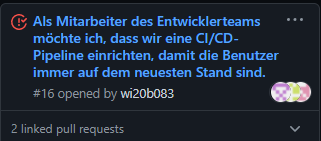 Als Mitarbeiter des Entwicklerteams
möchte ich, dass wir eine CI/CD-
Pipeline einrichten, damit die Benutzer
immer auf dem neuesten Stand sind.
#16 opened by wi20b083
2 linked pull requests